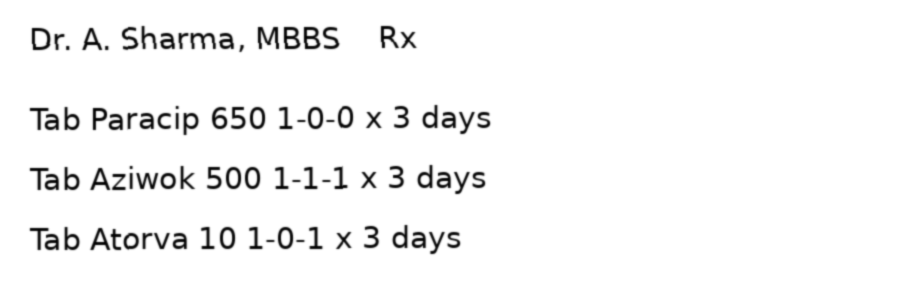 Dr. A. Sharma, MBBS Rx
Tab Paracip 650 1-0-0 x 3 days
Tab Aziwok 500 1-1-1 x 3 days
Tab Atorva 10 1-0-1 x 3 days